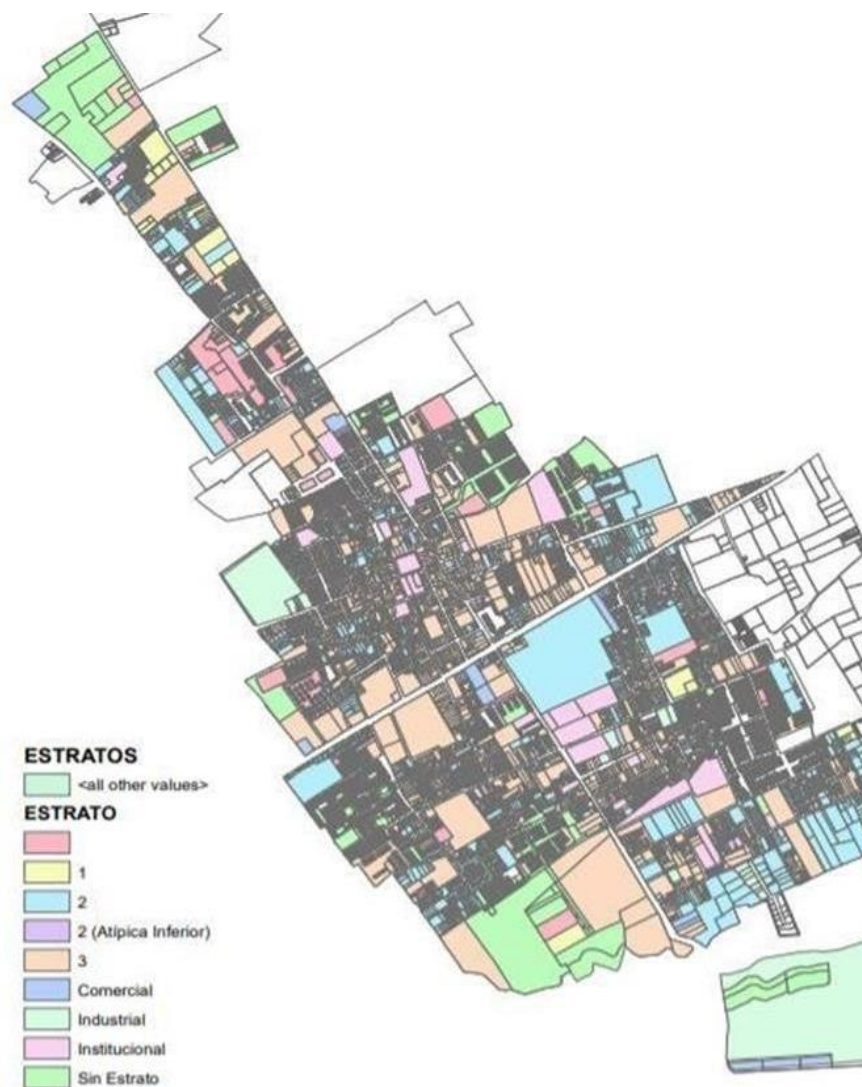 ESTRATOS
<all other values>
ESTRATO
1
2
2 (Atípica Inferior)
3
Comercial
Industrial
Institucional
Sin Estrato